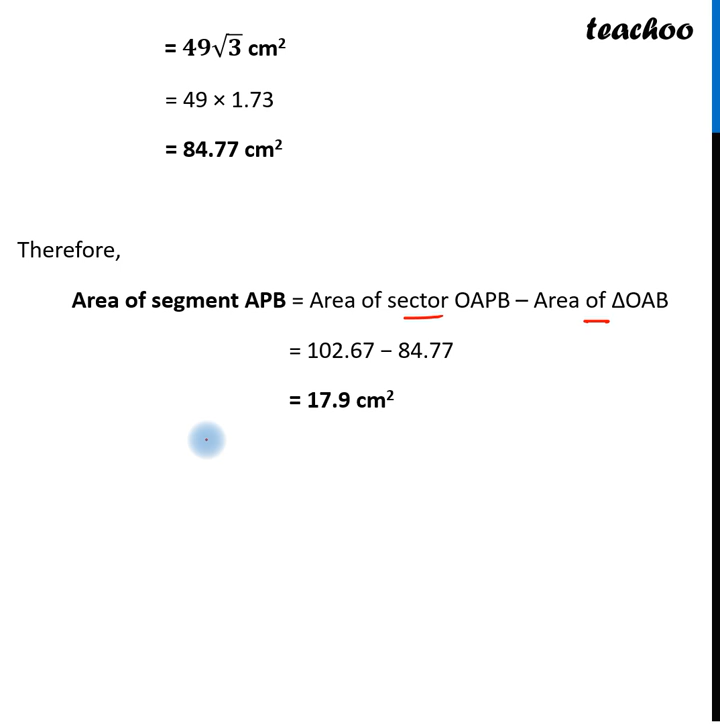 teachoo
= 49√3 cm²
= 49 × 1.73
= 84.77 cm²
Therefore,
Area of segment APB = Area of sector OAPB – Area of ΔOAB
= 102.67 − 84.77
= 17.9 cm²